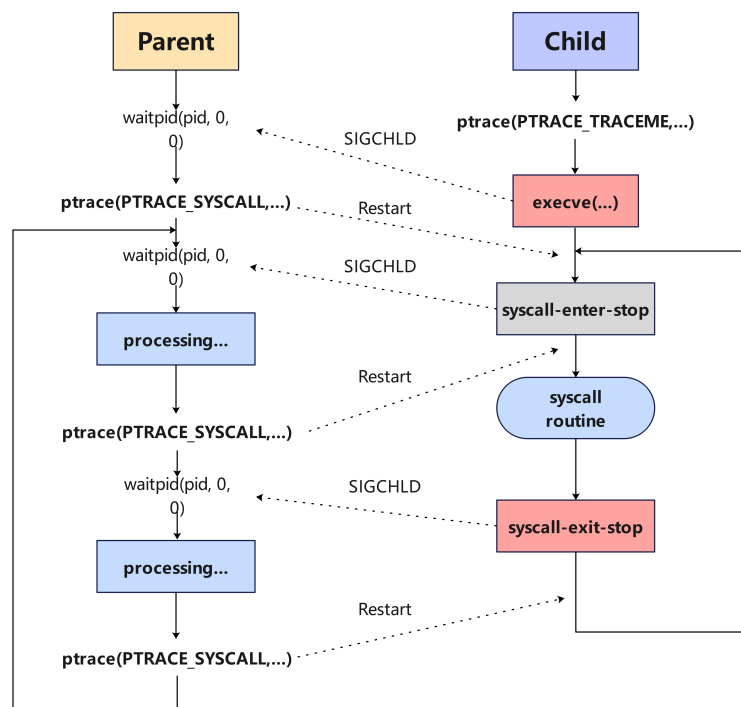 Parent
Child
waitpid(pid, 0,
0)
SIGCHLD
ptrace(PTRACE_TRACEME,...)
ptrace(PTRACE_SYSCALL,...)
Restart
execve(...)
waitpid(pid, 0,
0)
SIGCHLD
syscall-enter-stop
processing...
Restart
syscall
routine
ptrace(PTRACE_SYSCALL,...)
waitpid(pid, 0,
0)
SIGCHLD
syscall-exit-stop
processing...
Restart
ptrace(PTRACE_SYSCALL,...)